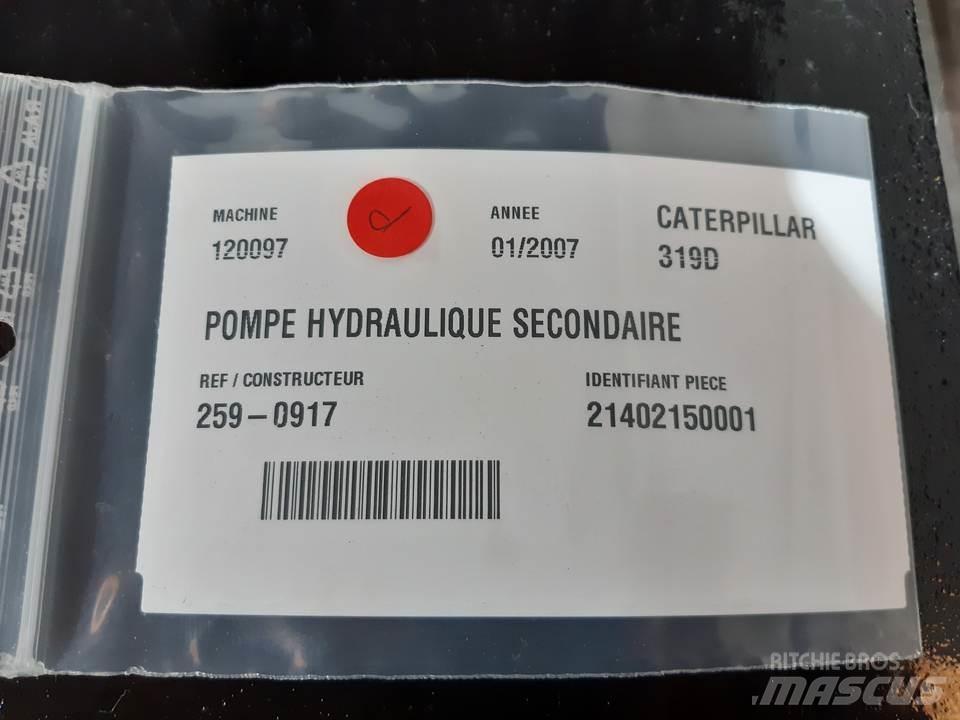 MACHINE
ANNEE
CATERPILLAR
120097
01/2007
319D
POMPE HYDRAULIQUE SECONDAIRE
REF / CONSTRUCTEUR
IDENTIFIANT PIECE
259-0917
21402150001
RITCHIE BROS.
MASCUS